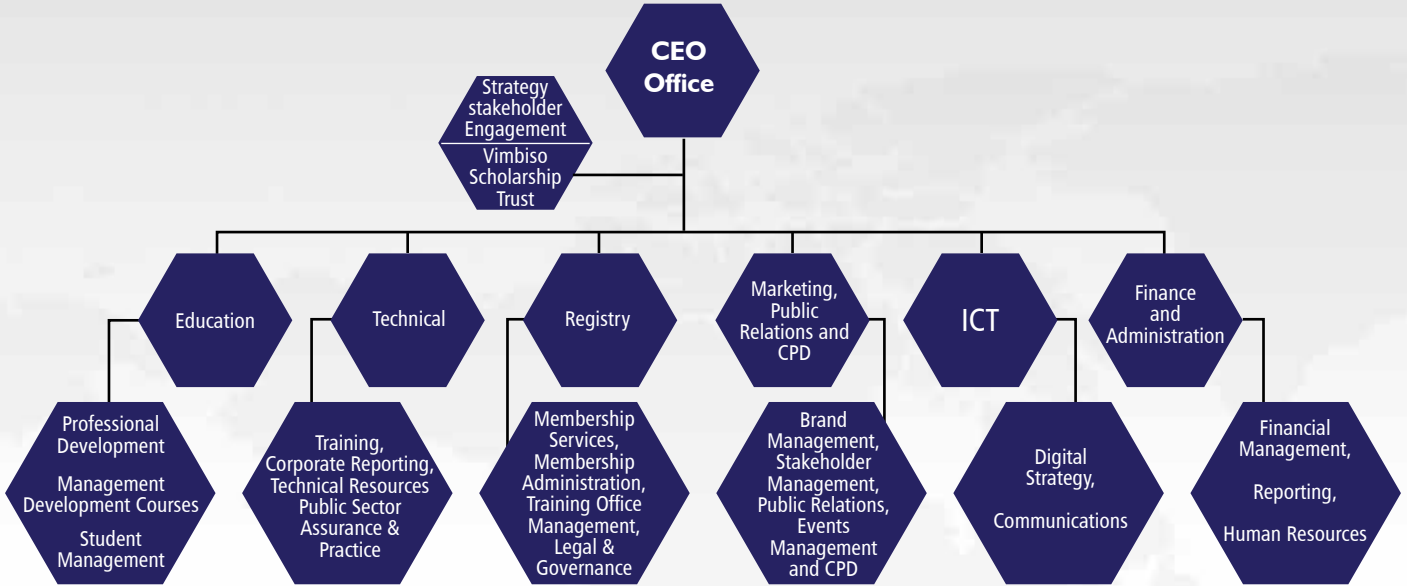 CEO
Office
Strategy
stakeholder
Engagement
Vimbiso
Scholarship
Trust
Education
Technical
Registry
Marketing,
Public
Relations and
CPD
ICT
Finance
and
Administration
Professional
Development
Management
Development Courses
Student
Management
Training,
Corporate Reporting,
Technical Resources
Public Sector
Assurance &
Practice
Membership
Services,
Membership
Administration,
Training Office
Management,
Legal &
Governance
Brand
Management,
Stakeholder
Management,
Public Relations,
Events
Management
and CPD
Digital
Strategy,
Communications
Financial
Management,
Reporting,
Human Resources